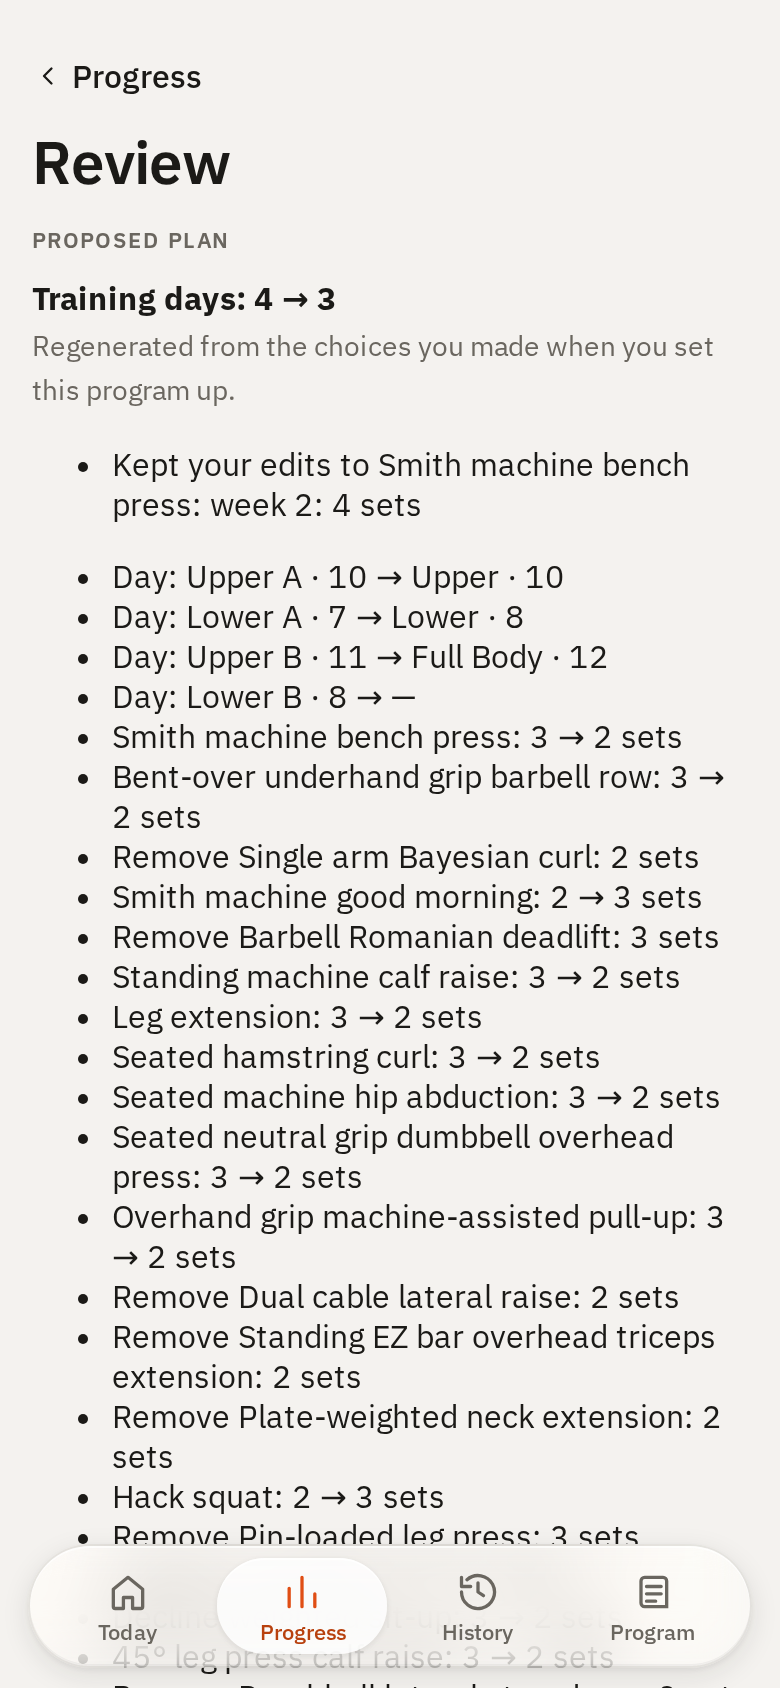 Progress
Review
PROPOSED PLAN
Training days: 4 → 3
Regenerated from the choices you made when you set
this program up.
• Kept your edits to Smith machine bench
press: week 2: 4 sets
• Day: Upper A · 10 → Upper · 10
• Day: Lower A · 7 → Lower · 8
• Day: Upper B · 11 → Full Body · 12
• Day: Lower B · 8 → —
• Smith machine bench press: 3 → 2 sets
• Bent-over underhand grip barbell row: 3 →
2 sets
• Remove Single arm Bayesian curl: 2 sets
• Smith machine good morning: 2 → 3 sets
• Remove Barbell Romanian deadlift: 3 sets
• Standing machine calf raise: 3 → 2 sets
• Leg extension: 3 → 2 sets
• Seated hamstring curl: 3 → 2 sets
• Seated machine hip abduction: 3 → 2 sets
• Seated neutral grip dumbbell overhead
press: 3 → 2 sets
• Overhand grip machine-assisted pull-up: 3
→ 2 sets
• Remove Dual cable lateral raise: 2 sets
• Remove Standing EZ bar overhead triceps
extension: 2 sets
• Remove Plate-weighted neck extension: 2
sets
• Hack squat: 2 → 3 sets
• Remove Pin-loaded leg press: 3 sets
Today
Progress
History
Program
• 45° leg press calf raise: 3 → 2 sets